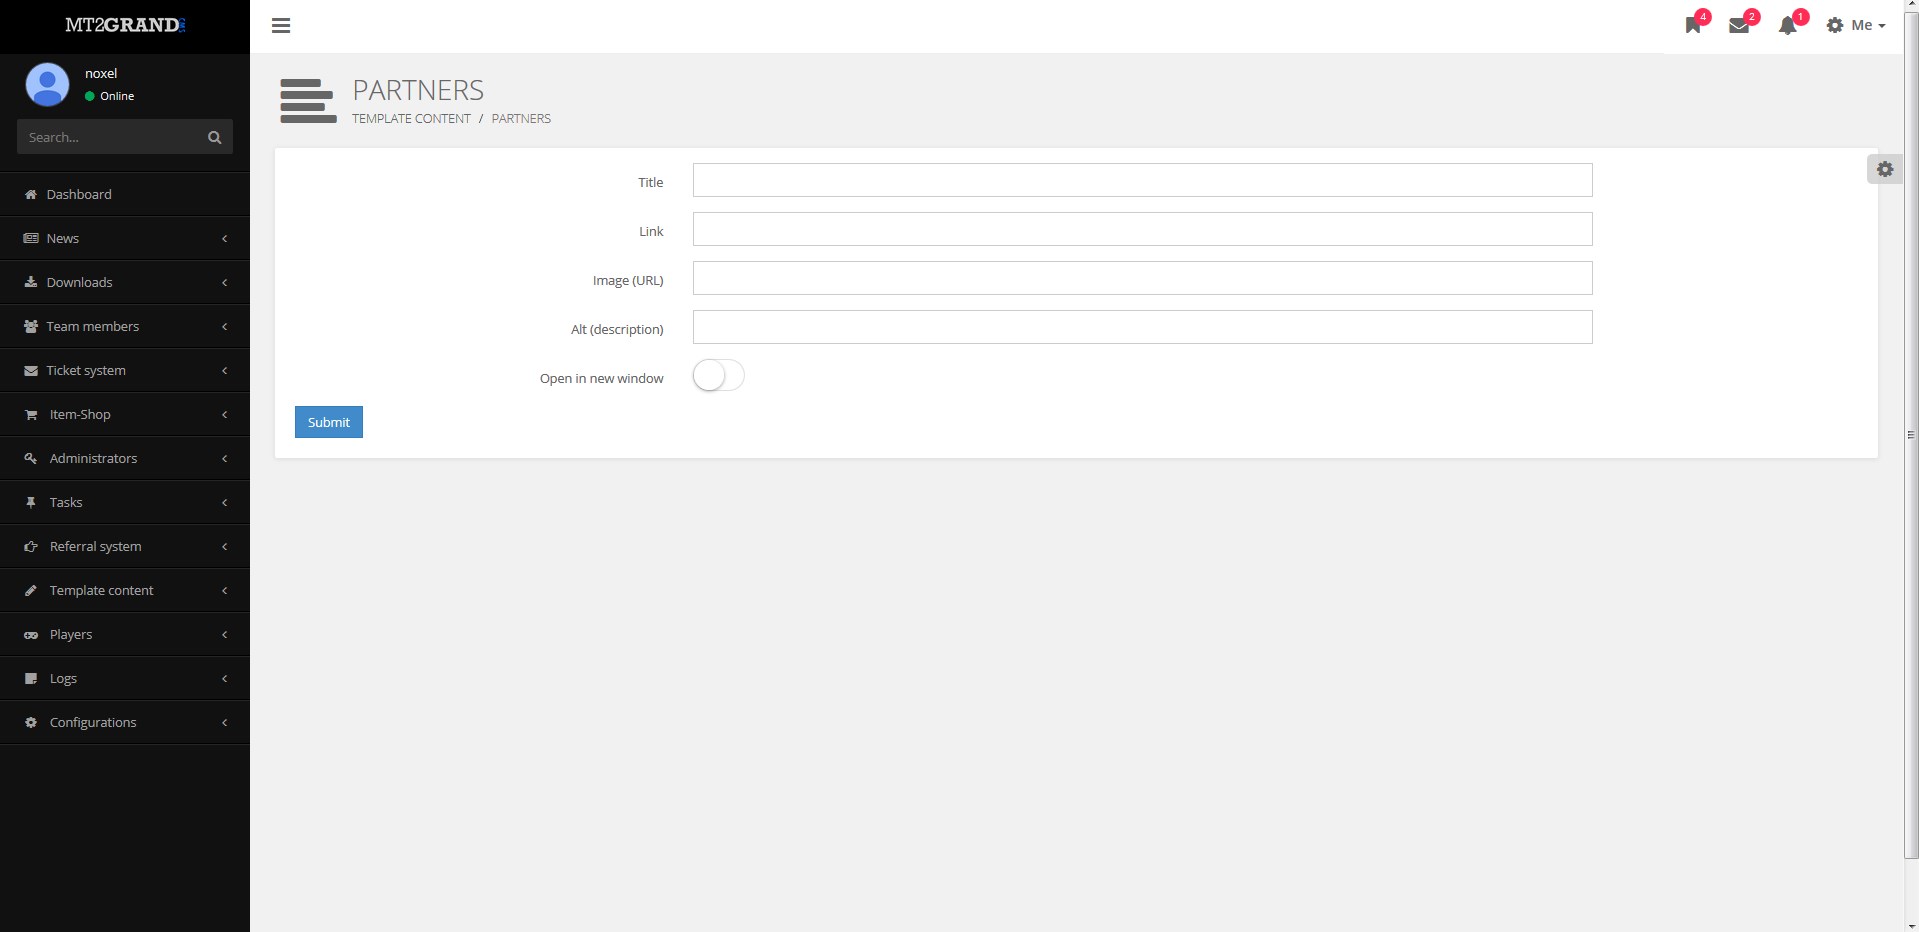 MT2GRAND CMS
4
2
1
Me
noxel
Online
Search...
Dashboard
News
Downloads
Team members
Ticket system
Item-Shop
Administrators
Tasks
Referral system
Template content
Players
Logs
Configurations
PARTNERS
TEMPLATE CONTENT / PARTNERS
Title
Link
Image (URL)
Alt (description)
Open in new window
Submit